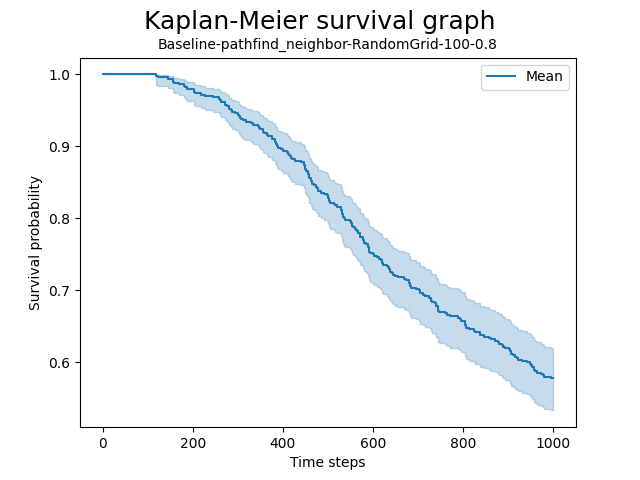 Kaplan-Meier survival graph
Baseline-pathfind_neighbor-RandomGrid-100-0.8
Mean
1.0
0.9
0.8
0.7
0.6
Survival probability
0 200 400 600 800 1000
Time steps